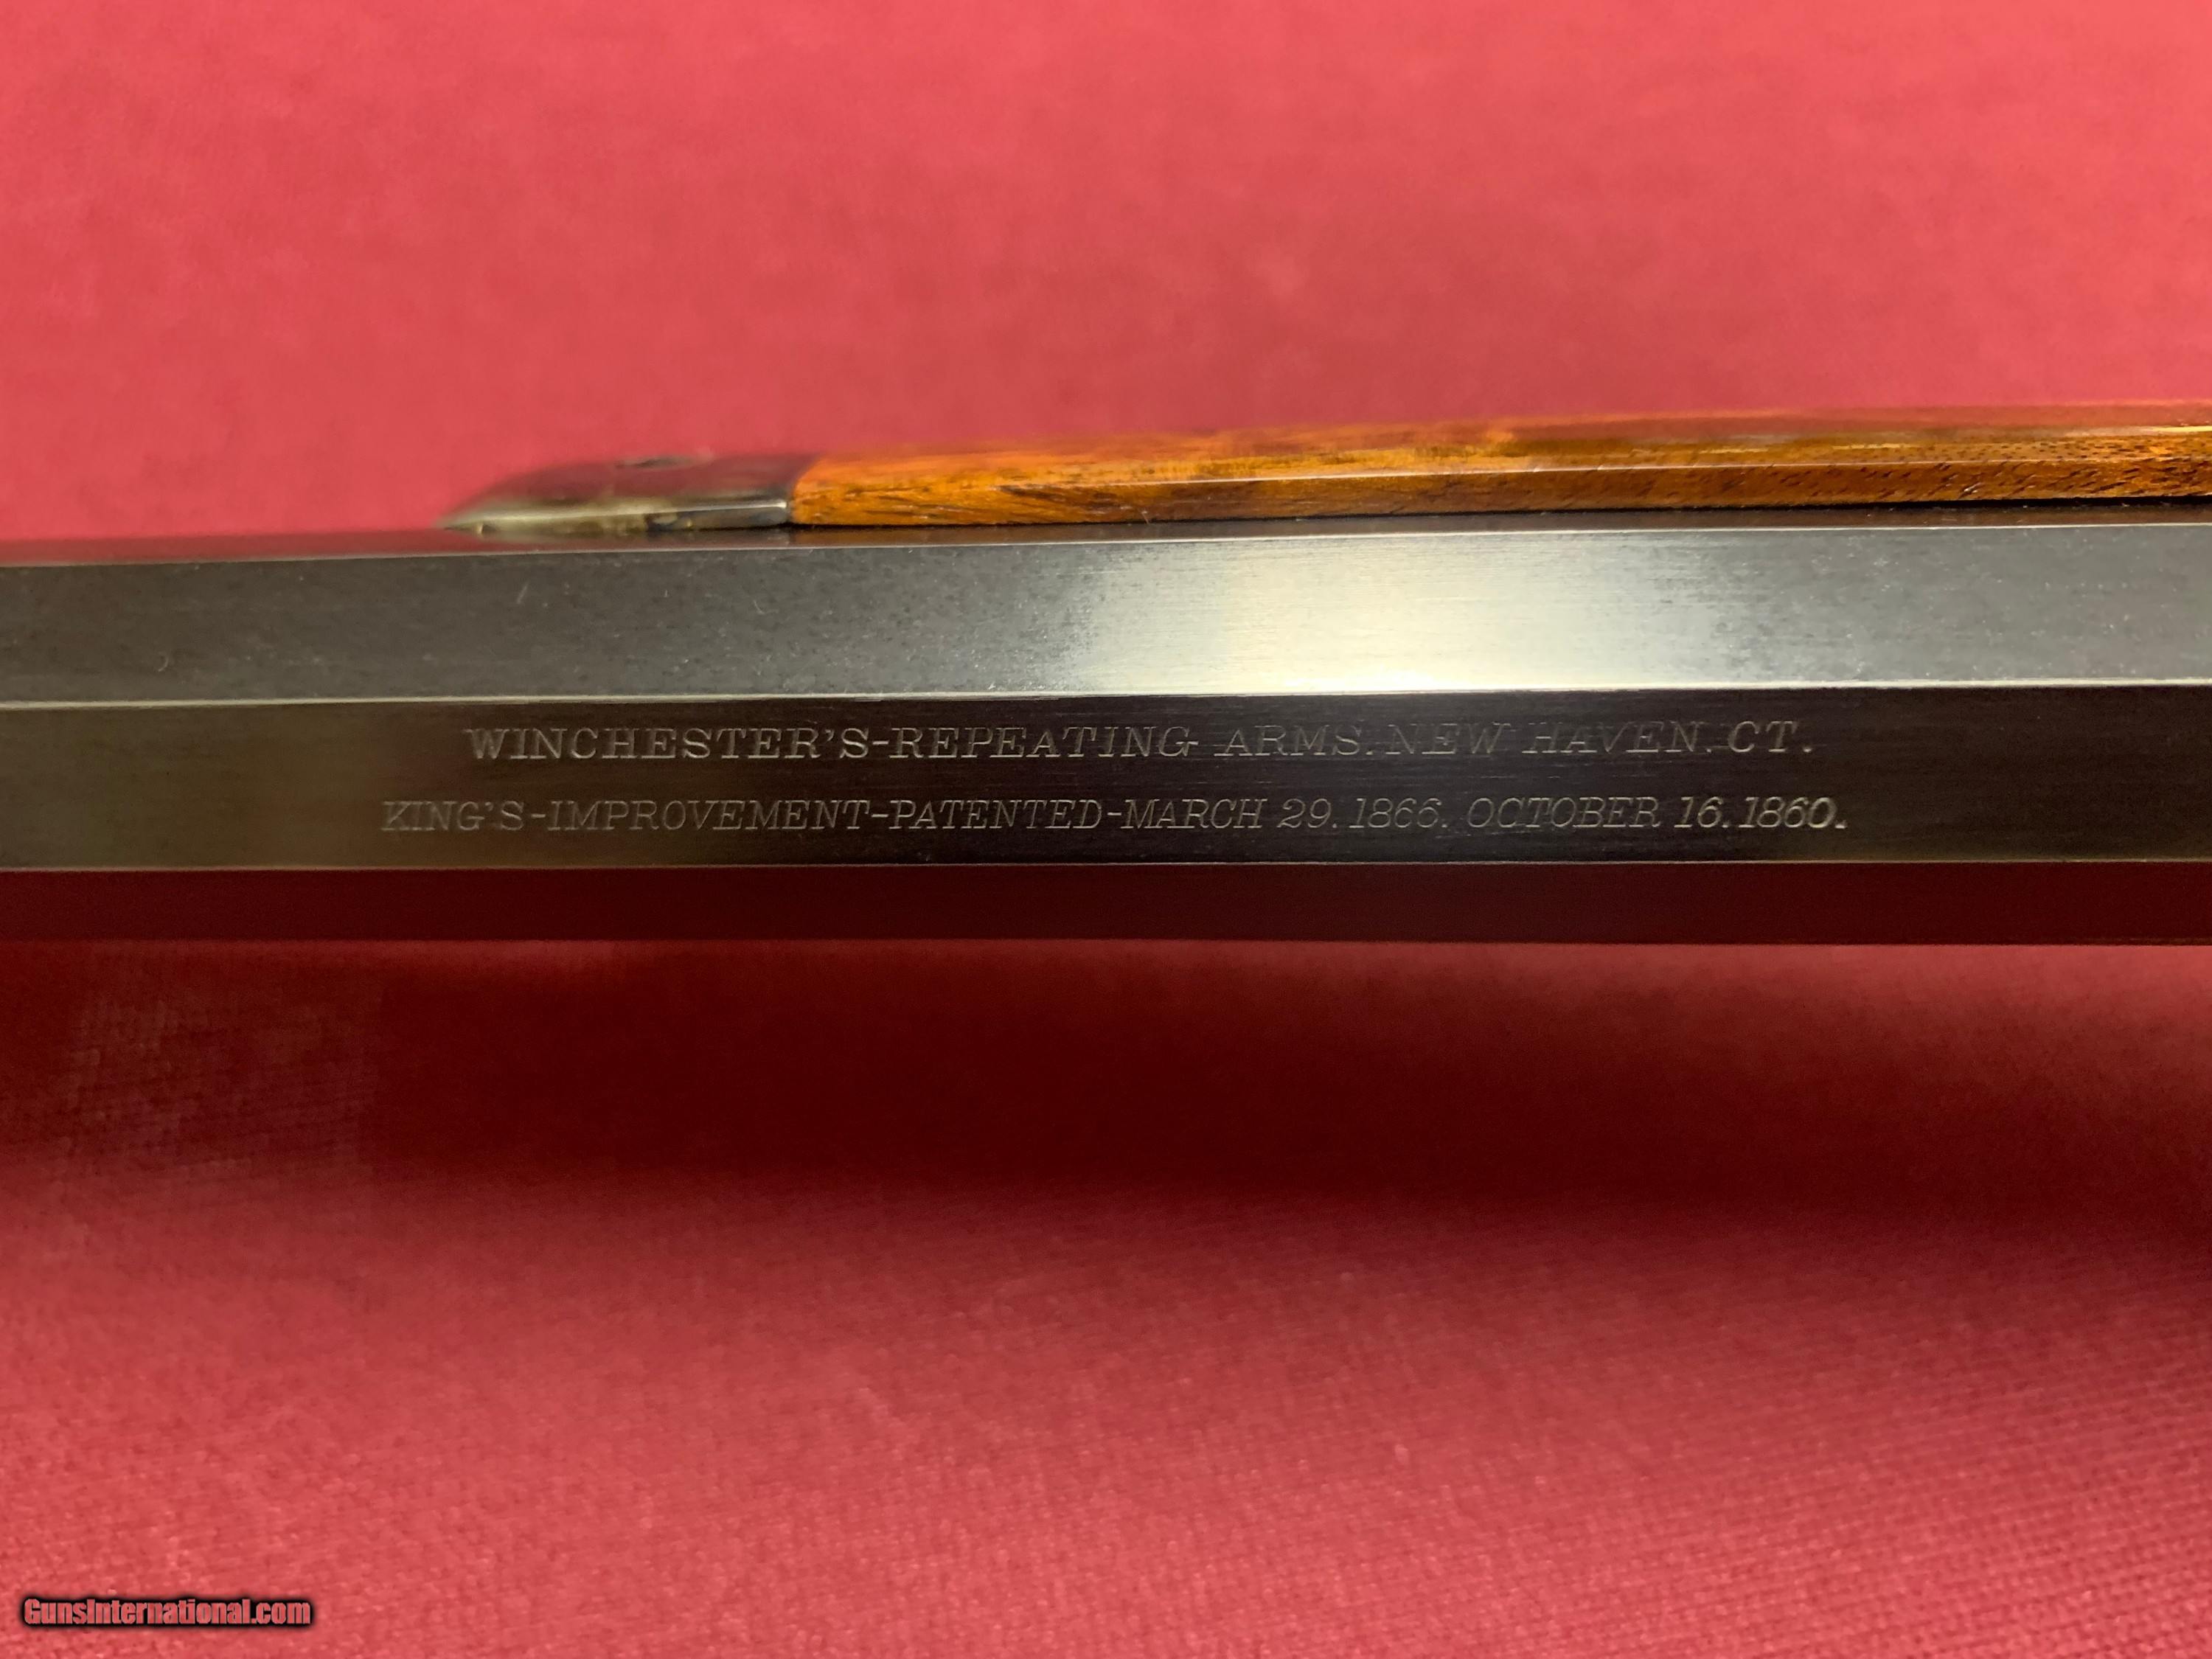 WINCHESTER'S-REPEATING ARMS. NEW HAVEN. CT.
KING'S-IMPROVEMENT-PATENTED-MARCH 29. 1866. OCTOBER 16. 1860.
GunsInternational.com